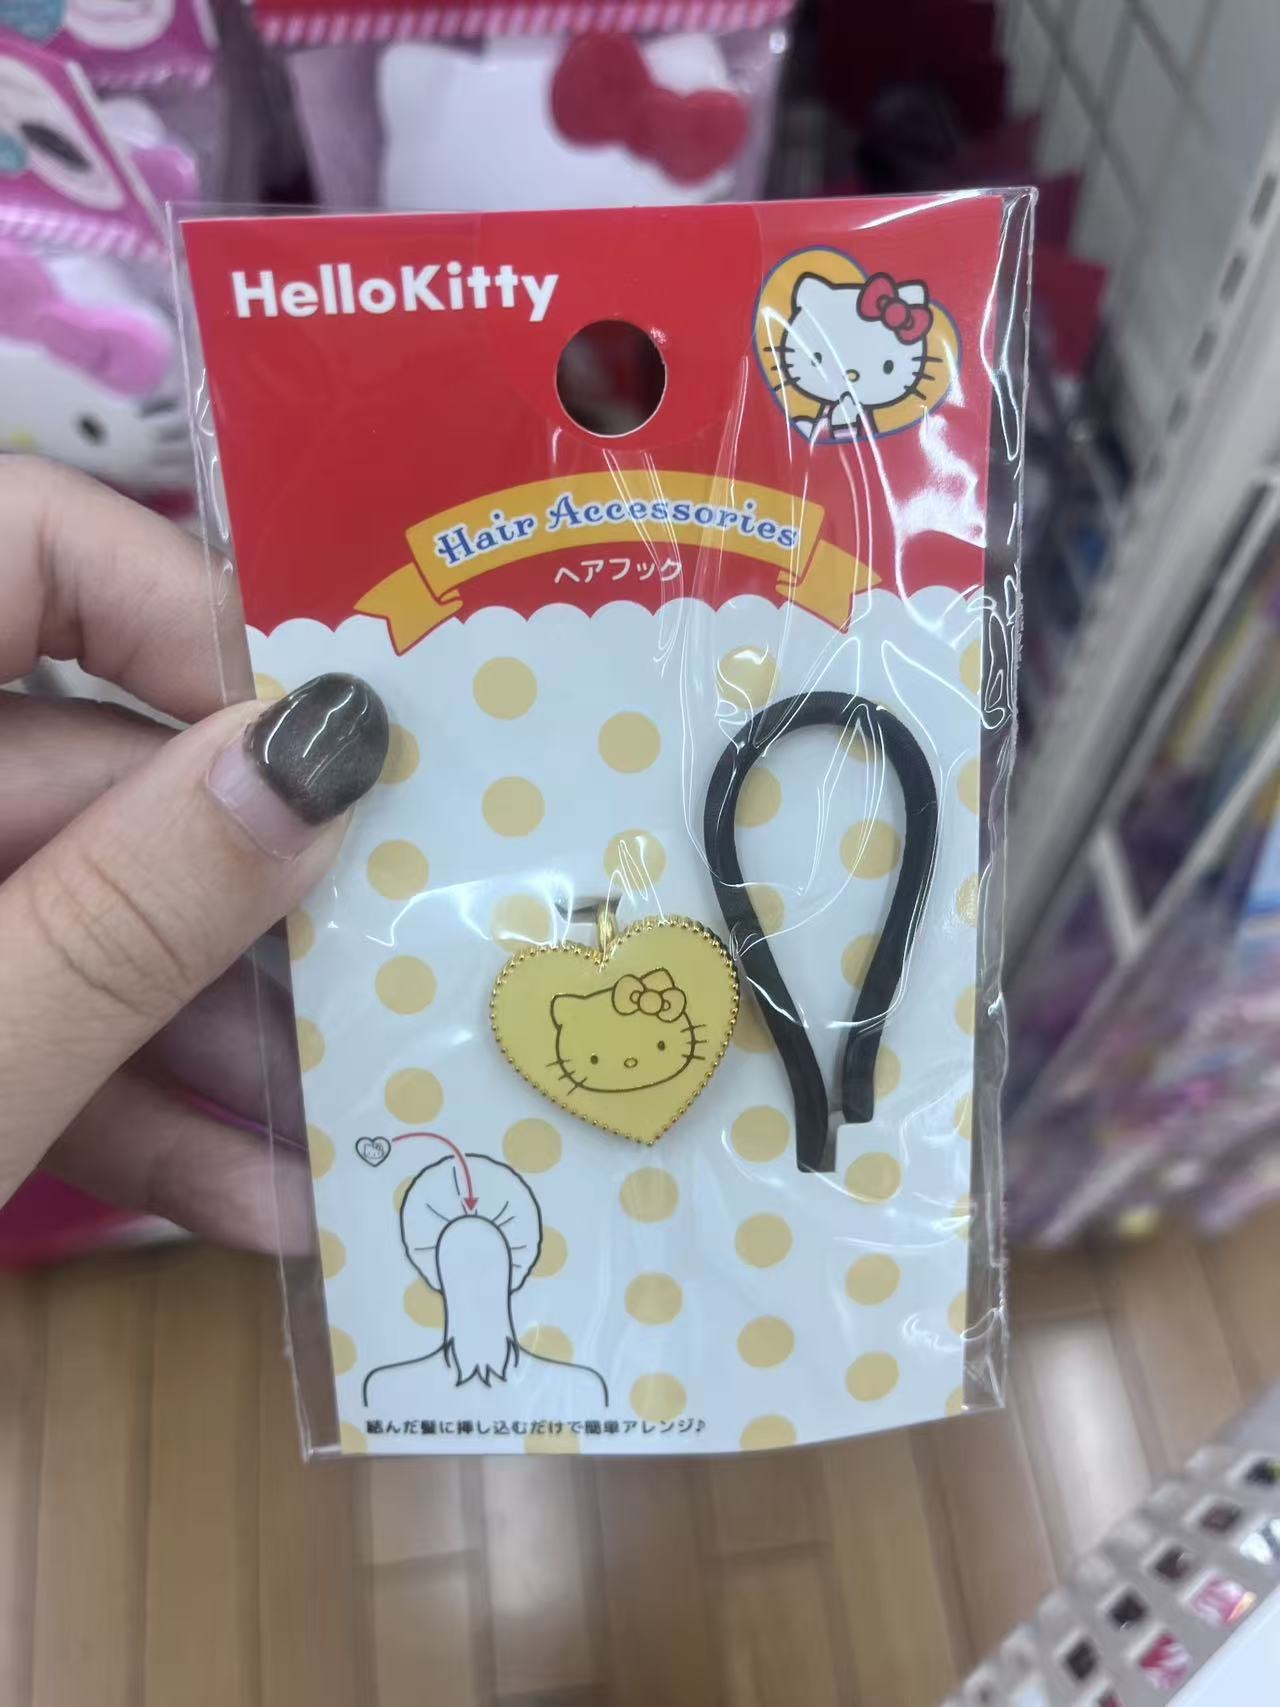 HelloKitty
Hair Accessories
ヘアフック
結んだ髪に挿し込むだけで簡単アレンジ♪